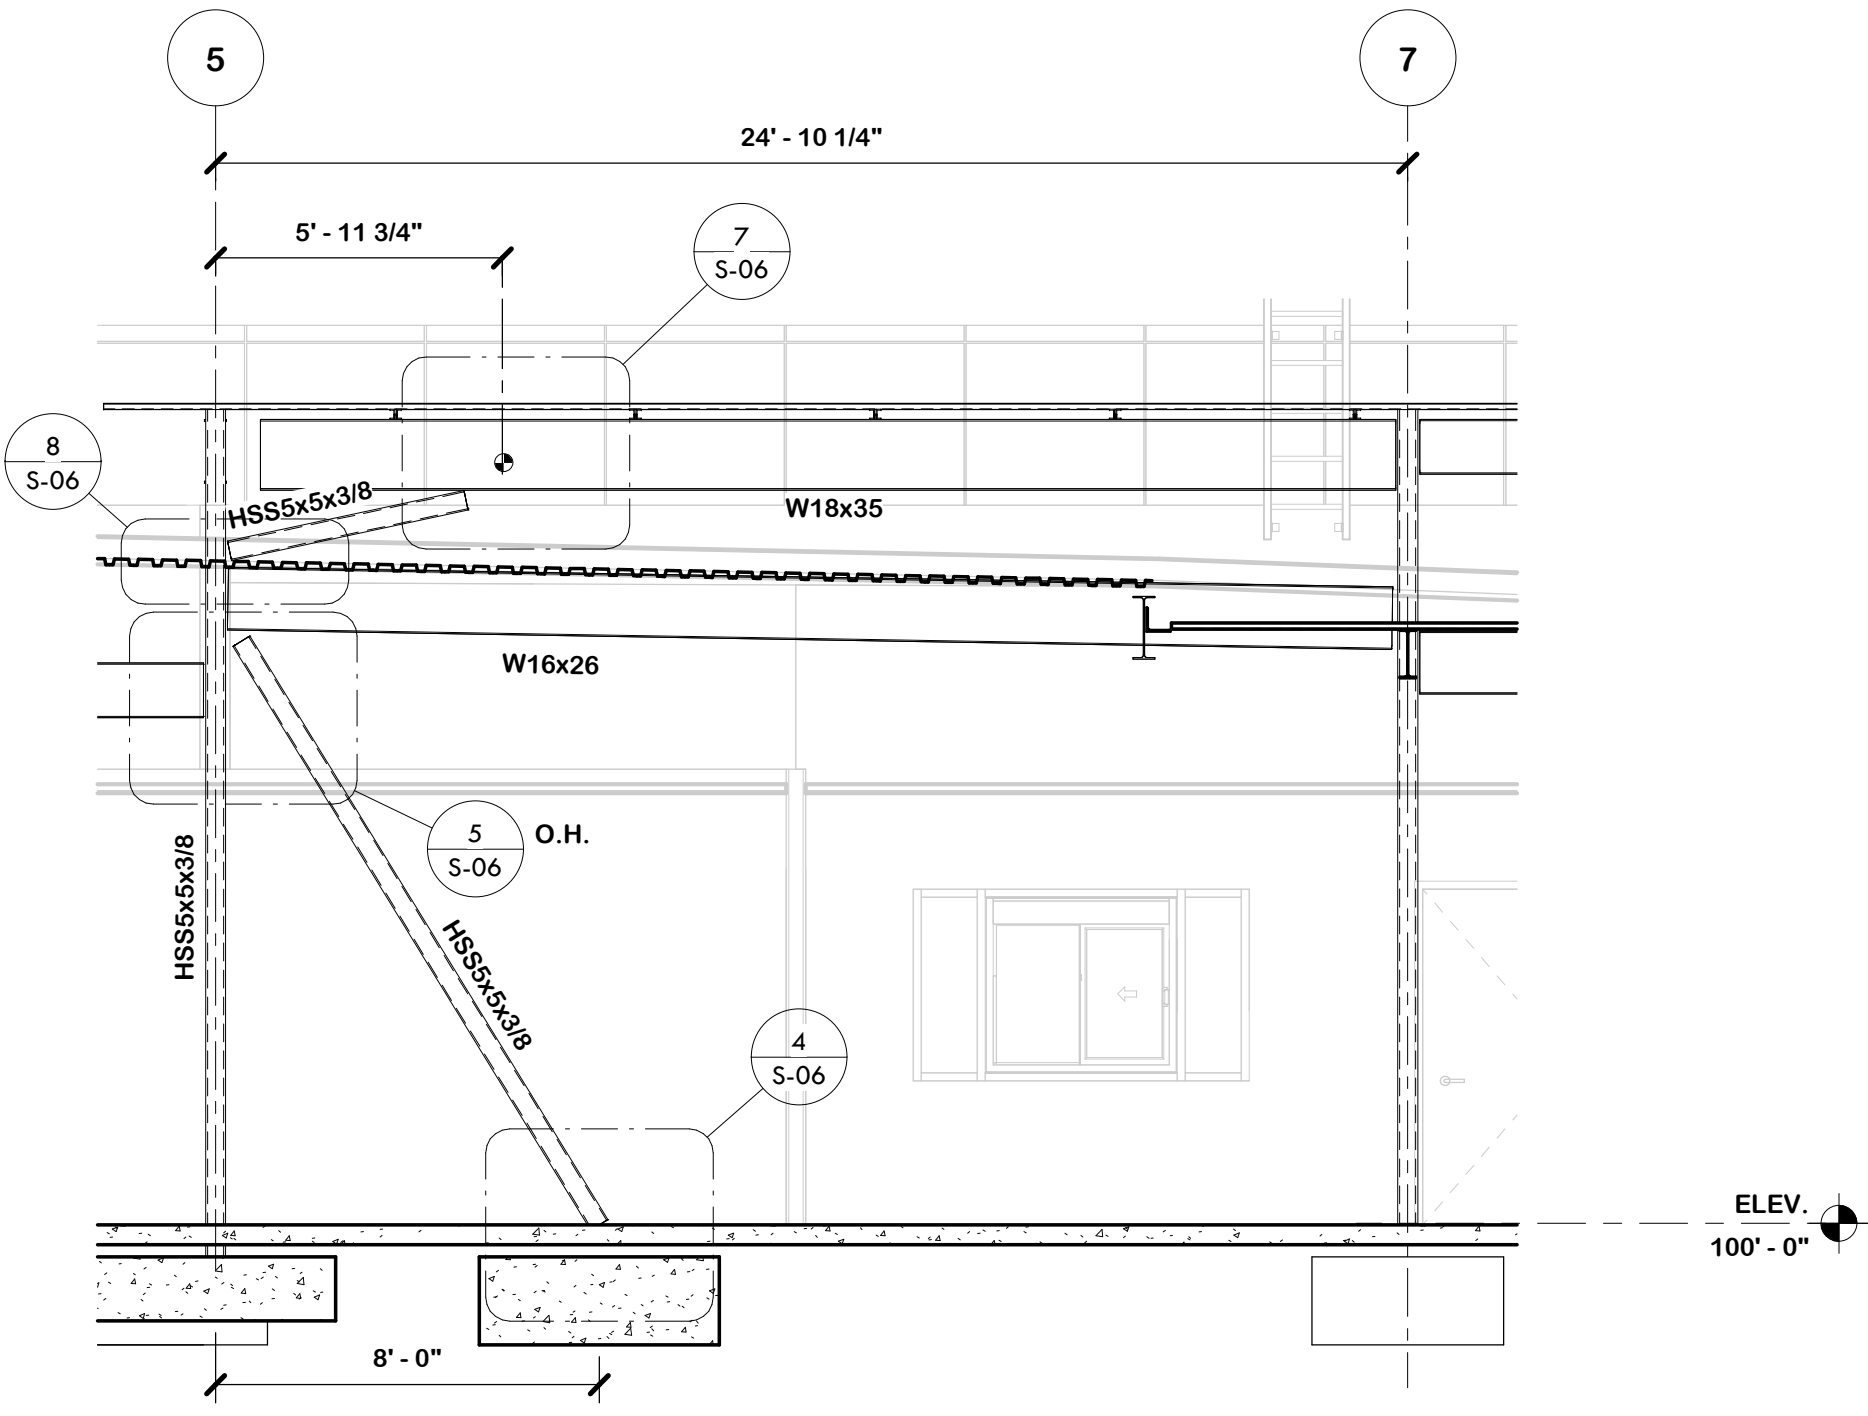 5
7
24' - 10 1/4"
5' - 11 3/4"
7
S-06
8
S-06
HSS5x5x3/8
W18x35
W16x26
5
S-06
O.H.
HSS5x5x3/8
HSS5x5x3/8
4
S-06
ELEV.
100' - 0"
8' - 0"